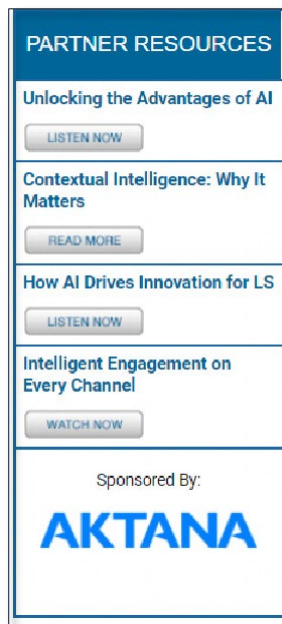 PARTNER RESOURCES
Unlocking the Advantages of AI
LISTEN NOW
Contextual Intelligence: Why It
Matters
READ MORE
How AI Drives Innovation for LS
LISTEN NOW
Intelligent Engagement on
Every Channel
WATCH NOW
Sponsored By:
AKTANA